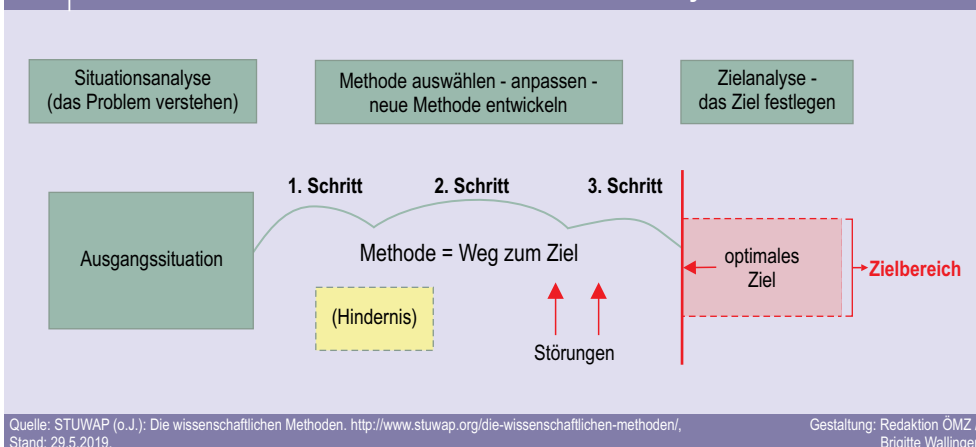 Situationsanalyse
(das Problem verstehen)
Methode auswählen - anpassen -
neue Methode entwickeln
Zielanalyse -
das Ziel festlegen
1. Schritt
2. Schritt
3. Schritt
Ausgangssituation
Methode = Weg zum Ziel
optimales
Ziel
Zielbereich
(Hindernis)
Störungen
Quelle: STUWAP (o.J.): Die wissenschaftlichen Methoden. http://www.stuwap.org/die-wissenschaftlichen-methoden/,
Stand: 29.5.2019.
Gestaltung: Redaktion ÖMZ
Brigitte